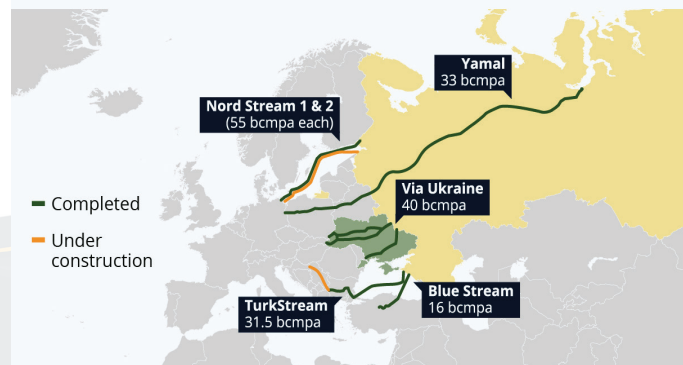 Yamal
33 bcmpa
Nord Stream 1 & 2
(55 bcmpa each)
Via Ukraine
40 bcmpa
Completed
Under
construction
TurkStream
31.5 bcmpa
Blue Stream
16 bcmpa